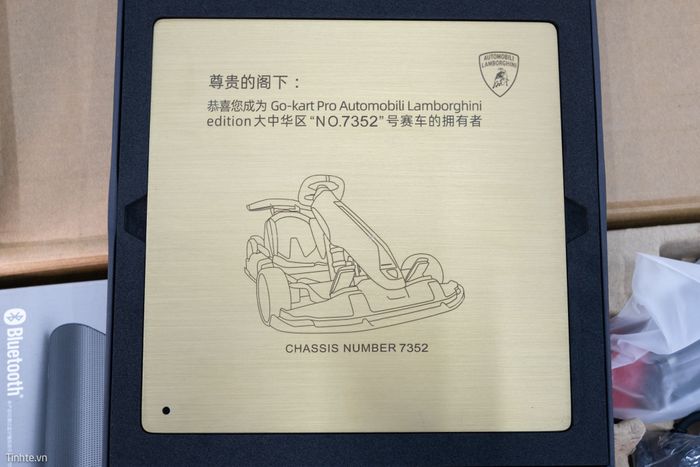 AUTOMOBILI
LAMBORGHINI
尊贵的阁下：
恭喜您成为 Go-kart Pro Automobili Lamborghini
edition 大中华区 “NO.7352” 号赛车的拥有者
CHASSIS NUMBER 7352
Bluetooth
Tinhte.vn